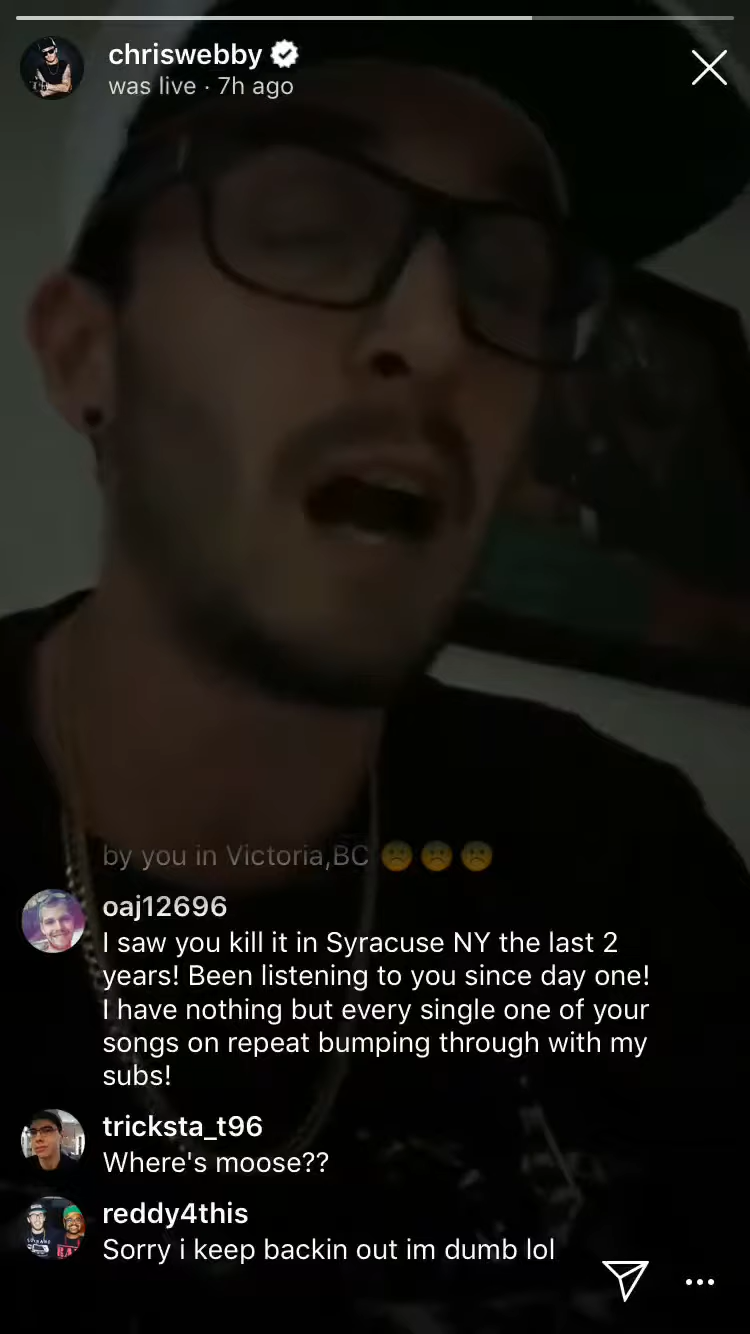 chriswebby
was live · 7h ago
by you in Victoria,BC 😟😟😟
oaj12696
I saw you kill it in Syracuse NY the last 2
years! Been listening to you since day one!
I have nothing but every single one of your
songs on repeat bumping through with my
subs!
tricksta_t96
Where's moose??
reddy4this
Sorry i keep backin out im dumb lol